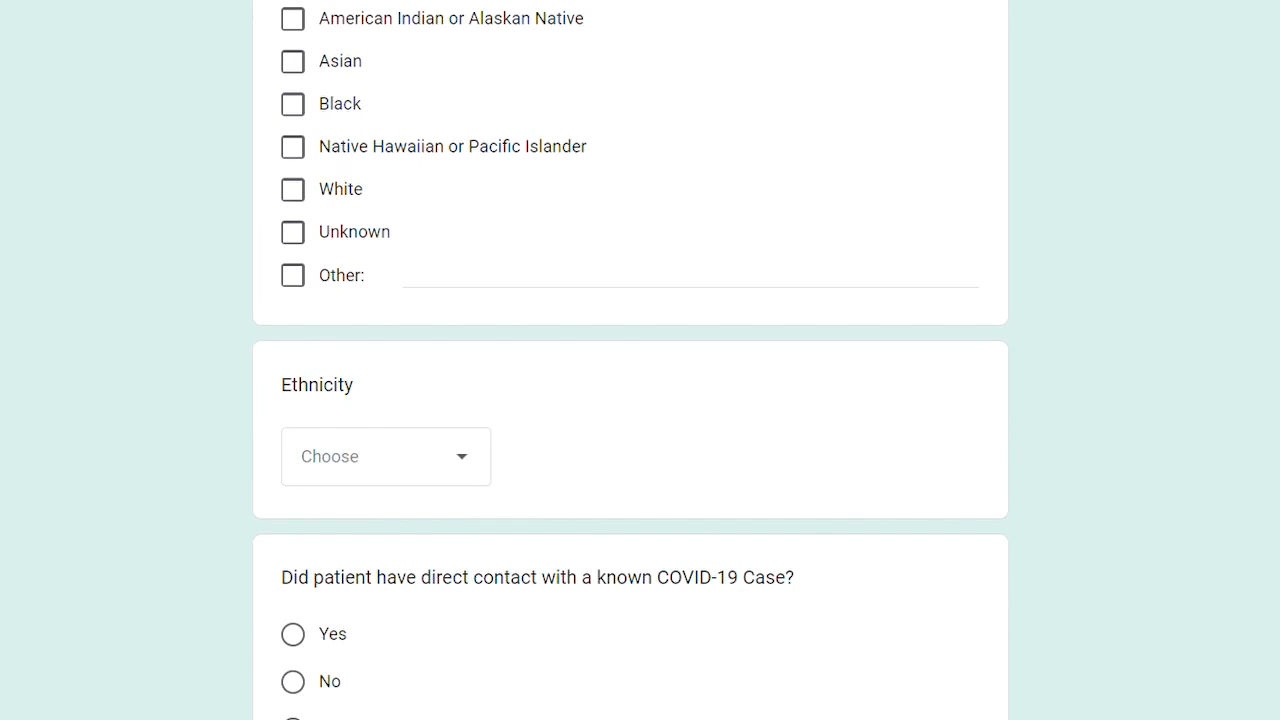 American Indian or Alaskan Native
Asian
Black
Native Hawaiian or Pacific Islander
White
Unknown
Other:
Ethnicity
Choose
Did patient have direct contact with a known COVID-19 Case?
Yes
No